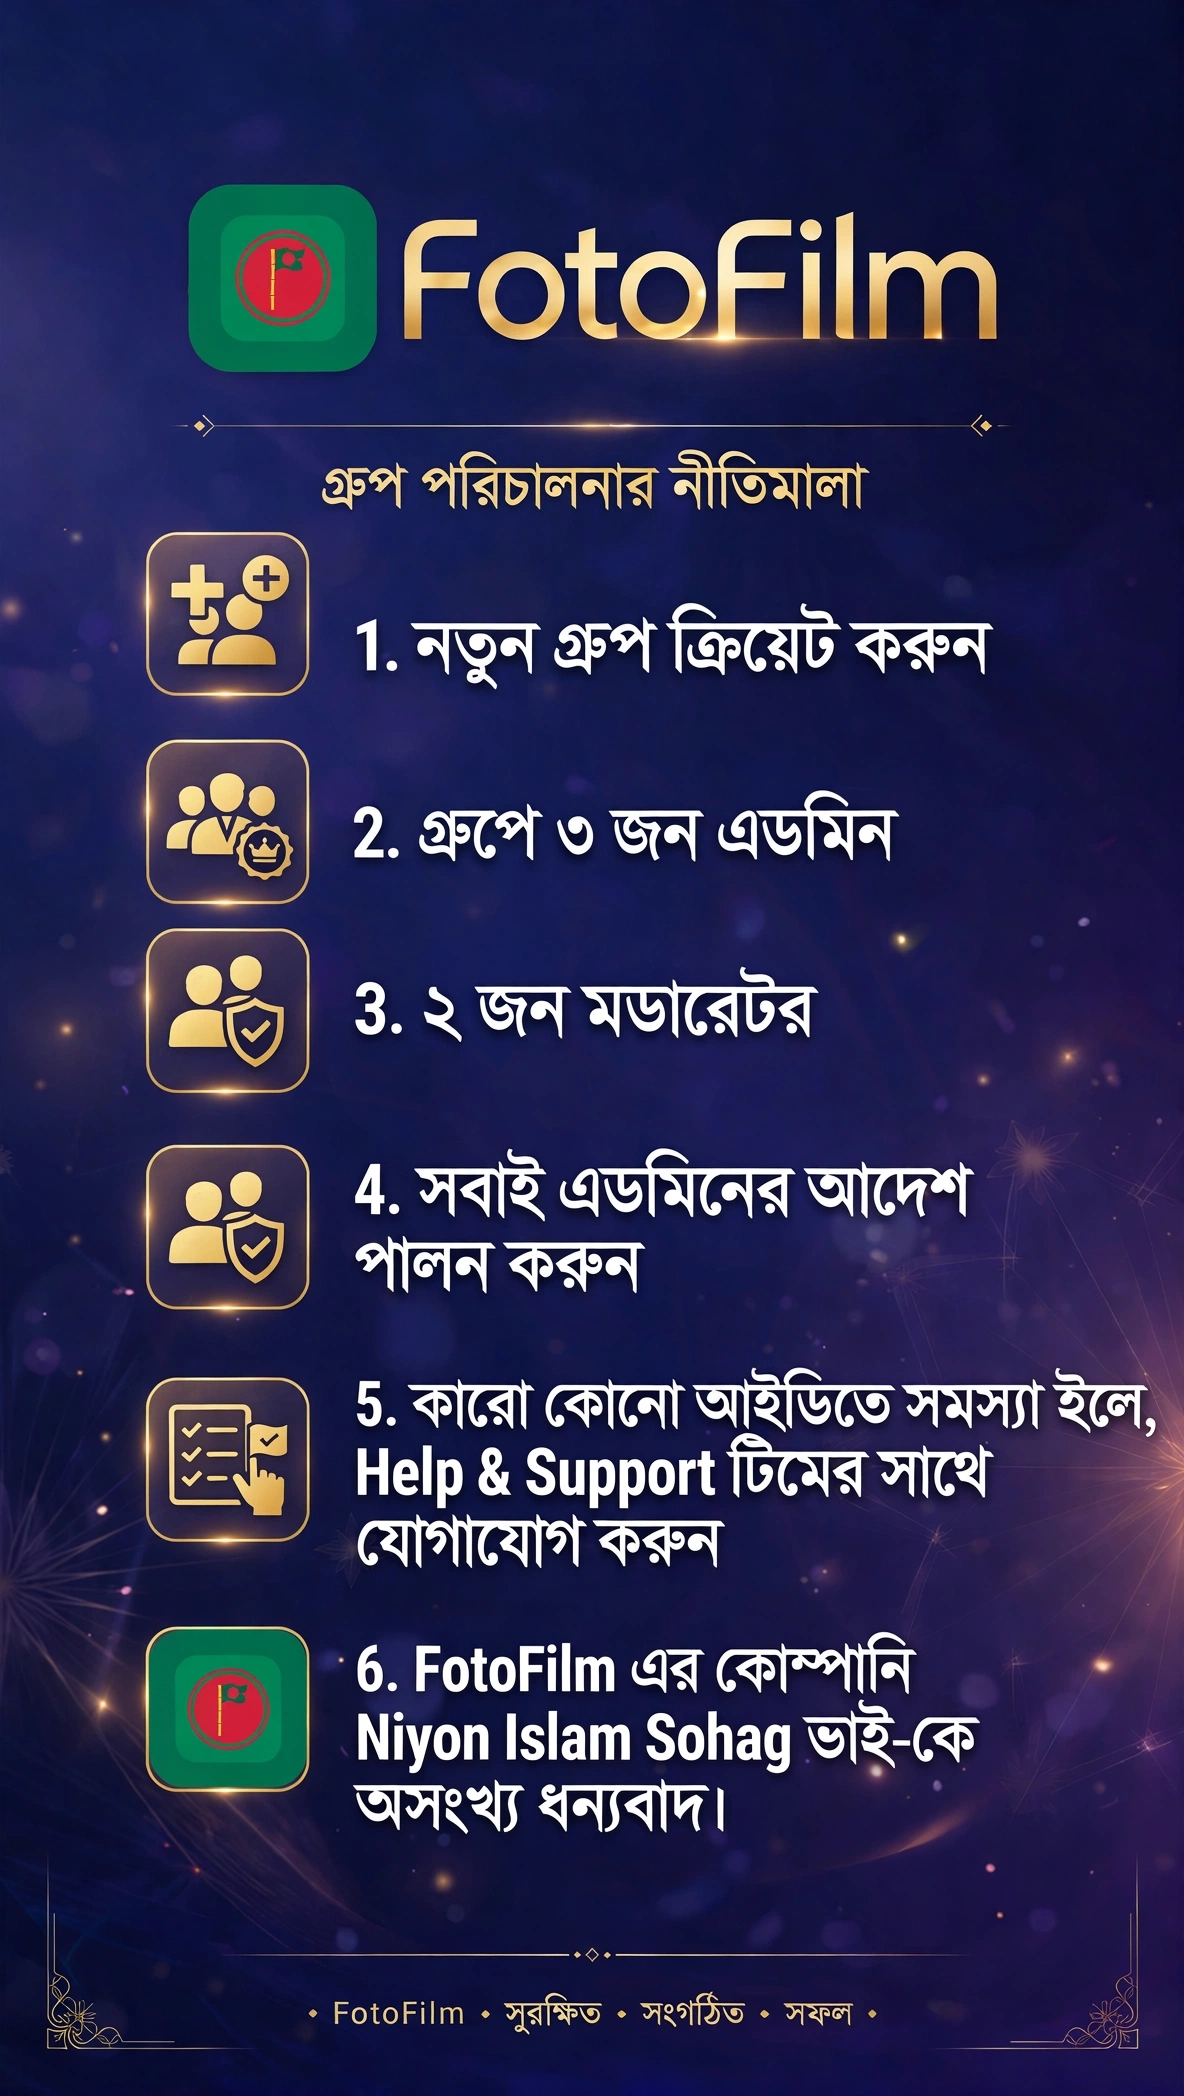 FotoFilm
গ্রুপ পরিচালনার নীতিমালা
1. নতুন গ্রুপ ক্রিয়েট করুন
2. গ্রুপে ৩ জন এডমিন
3. ২ জন মডারেটর
4. সবাই এডমিনের আদেশ
পালন করুন
5. কারো কোনো আইডিতে সমস্যা ইলে,
Help & Support টিমের সাথে
যোগাযোগ করুন
6. FotoFilm এর কোম্পানি
Niyon Islam Sohag ভাই-কে
অসংখ্য ধন্যবাদ।
• FotoFilm • সুরক্ষিত • সংগঠিত • সফল •